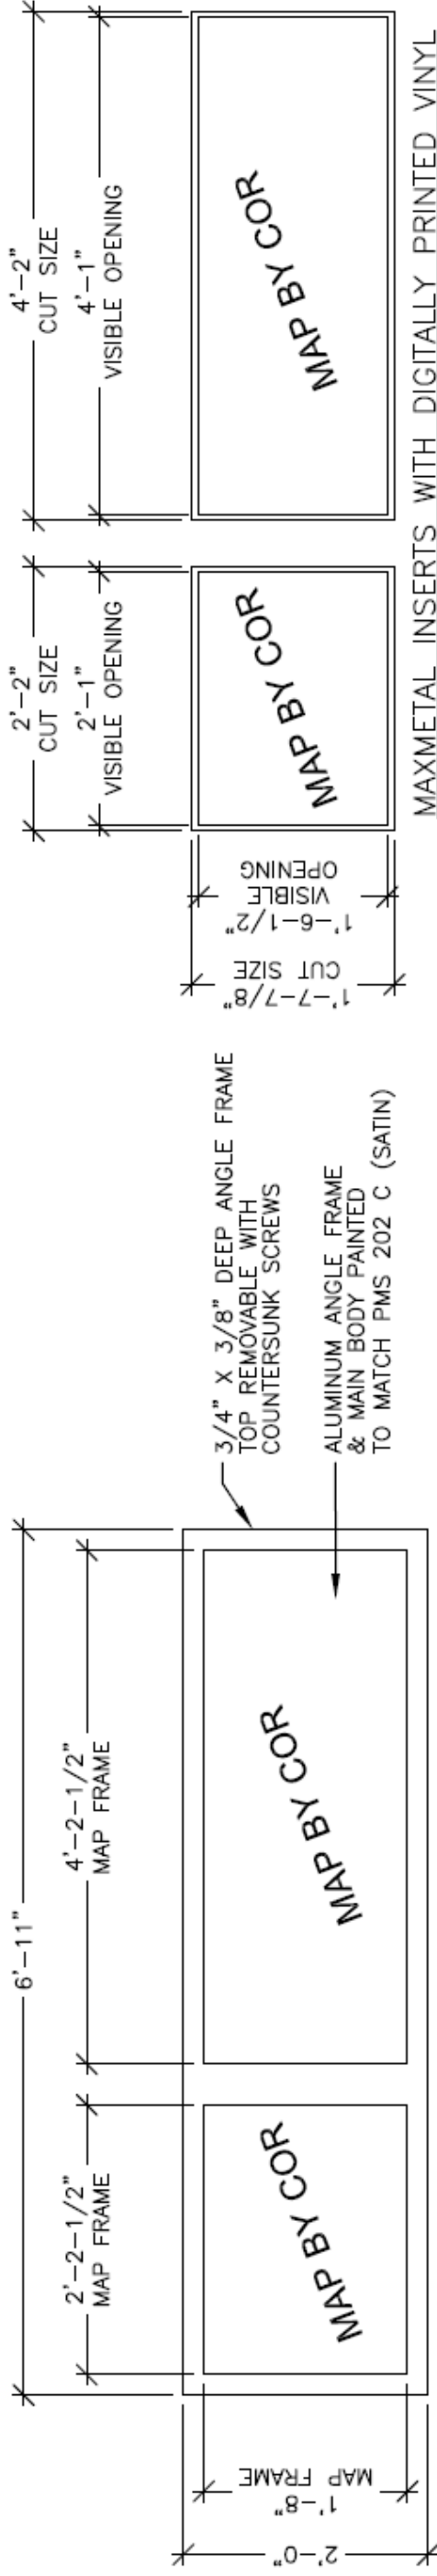 6'-11"
2'-2-1/2"
MAP FRAME
4'-2-1/2"
MAP FRAME
2'-0"
1'-8"
MAP FRAME
MAP BY COR
MAP BY COR
3/4" X 3/8" DEEP ANGLE FRAME
TOP REMOVABLE WITH
COUNTERSUNK SCREWS
ALUMINUM ANGLE FRAME
& MAIN BODY PAINTED
TO MATCH PMS 202 C (SATIN)
2'-2"
CUT SIZE
2'-1"
VISIBLE OPENING
4'-2"
CUT SIZE
4'-1"
VISIBLE OPENING
1'-7-7/8"
CUT SIZE
1'-6-1/2"
VISIBLE
OPENING
MAP BY COR
MAP BY COR
MAXMETAL INSERTS WITH DIGITALLY PRINTED VINYL